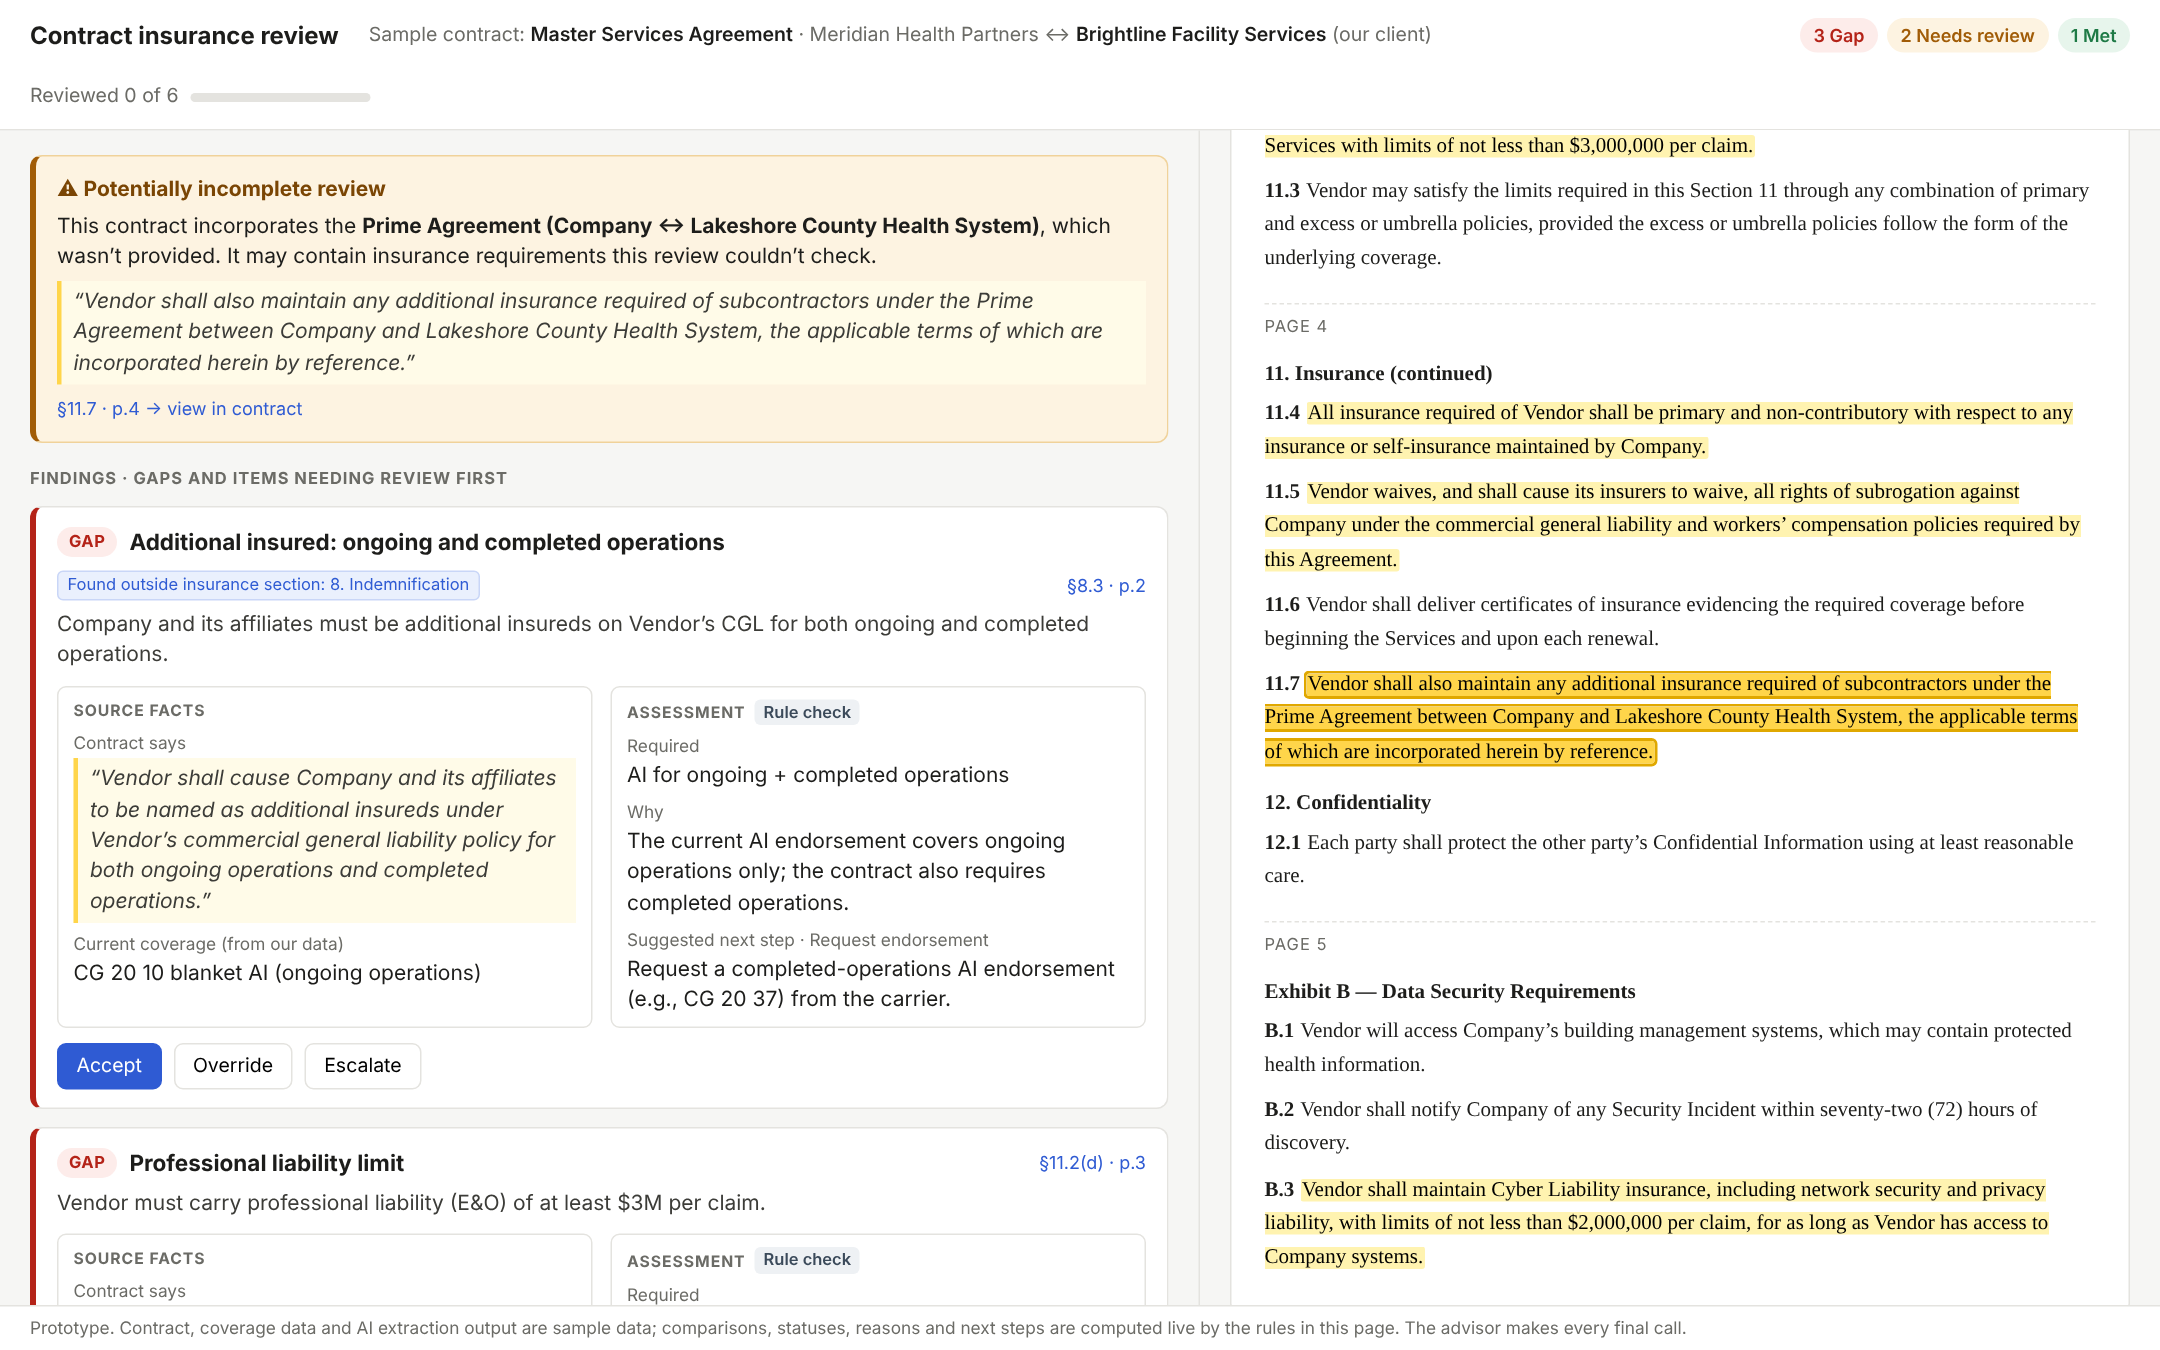 Contract insurance review
Sample contract: Master Services Agreement · Meridian Health Partners ↔ Brightline Facility Services (our client)
3 Gap
2 Needs review
1 Met
Reviewed 0 of 6
⚠ Potentially incomplete review
This contract incorporates the Prime Agreement (Company ↔ Lakeshore County Health System), which
wasn’t provided. It may contain insurance requirements this review couldn’t check.
“Vendor shall also maintain any additional insurance required of subcontractors under the Prime
Agreement between Company and Lakeshore County Health System, the applicable terms of which are
incorporated herein by reference.”
§11.7 · p.4 → view in contract
FINDINGS · GAPS AND ITEMS NEEDING REVIEW FIRST
GAP Additional insured: ongoing and completed operations
Found outside insurance section: 8. Indemnification
§8.3 · p.2
Company and its affiliates must be additional insureds on Vendor’s CGL for both ongoing and completed
operations.
SOURCE FACTS
Contract says
“Vendor shall cause Company and its affiliates
to be named as additional insureds under
Vendor’s commercial general liability policy for
both ongoing operations and completed
operations.”
Current coverage (from our data)
CG 20 10 blanket AI (ongoing operations)
ASSESSMENT Rule check
Required
AI for ongoing + completed operations
Why
The current AI endorsement covers ongoing
operations only; the contract also requires
completed operations.
Suggested next step · Request endorsement
Request a completed-operations AI endorsement
(e.g., CG 20 37) from the carrier.
Accept
Override
Escalate
GAP Professional liability limit
§11.2(d) · p.3
Vendor must carry professional liability (E&O) of at least $3M per claim.
SOURCE FACTS
Contract says
ASSESSMENT Rule check
Required
Services with limits of not less than $3,000,000 per claim.
11.3 Vendor may satisfy the limits required in this Section 11 through any combination of primary
and excess or umbrella policies, provided the excess or umbrella policies follow the form of the
underlying coverage.
PAGE 4
11. Insurance (continued)
11.4 All insurance required of Vendor shall be primary and non-contributory with respect to any
insurance or self-insurance maintained by Company.
11.5 Vendor waives, and shall cause its insurers to waive, all rights of subrogation against
Company under the commercial general liability and workers’ compensation policies required by
this Agreement.
11.6 Vendor shall deliver certificates of insurance evidencing the required coverage before
beginning the Services and upon each renewal.
11.7 Vendor shall also maintain any additional insurance required of subcontractors under the
Prime Agreement between Company and Lakeshore County Health System, the applicable terms
of which are incorporated herein by reference.
12. Confidentiality
12.1 Each party shall protect the other party’s Confidential Information using at least reasonable
care.
PAGE 5
Exhibit B — Data Security Requirements
B.1 Vendor will access Company’s building management systems, which may contain protected
health information.
B.2 Vendor shall notify Company of any Security Incident within seventy-two (72) hours of
discovery.
B.3 Vendor shall maintain Cyber Liability insurance, including network security and privacy
liability, with limits of not less than $2,000,000 per claim, for as long as Vendor has access to
Company systems.
Prototype. Contract, coverage data and AI extraction output are sample data; comparisons, statuses, reasons and next steps are computed live by the rules in this page. The advisor makes every final call.